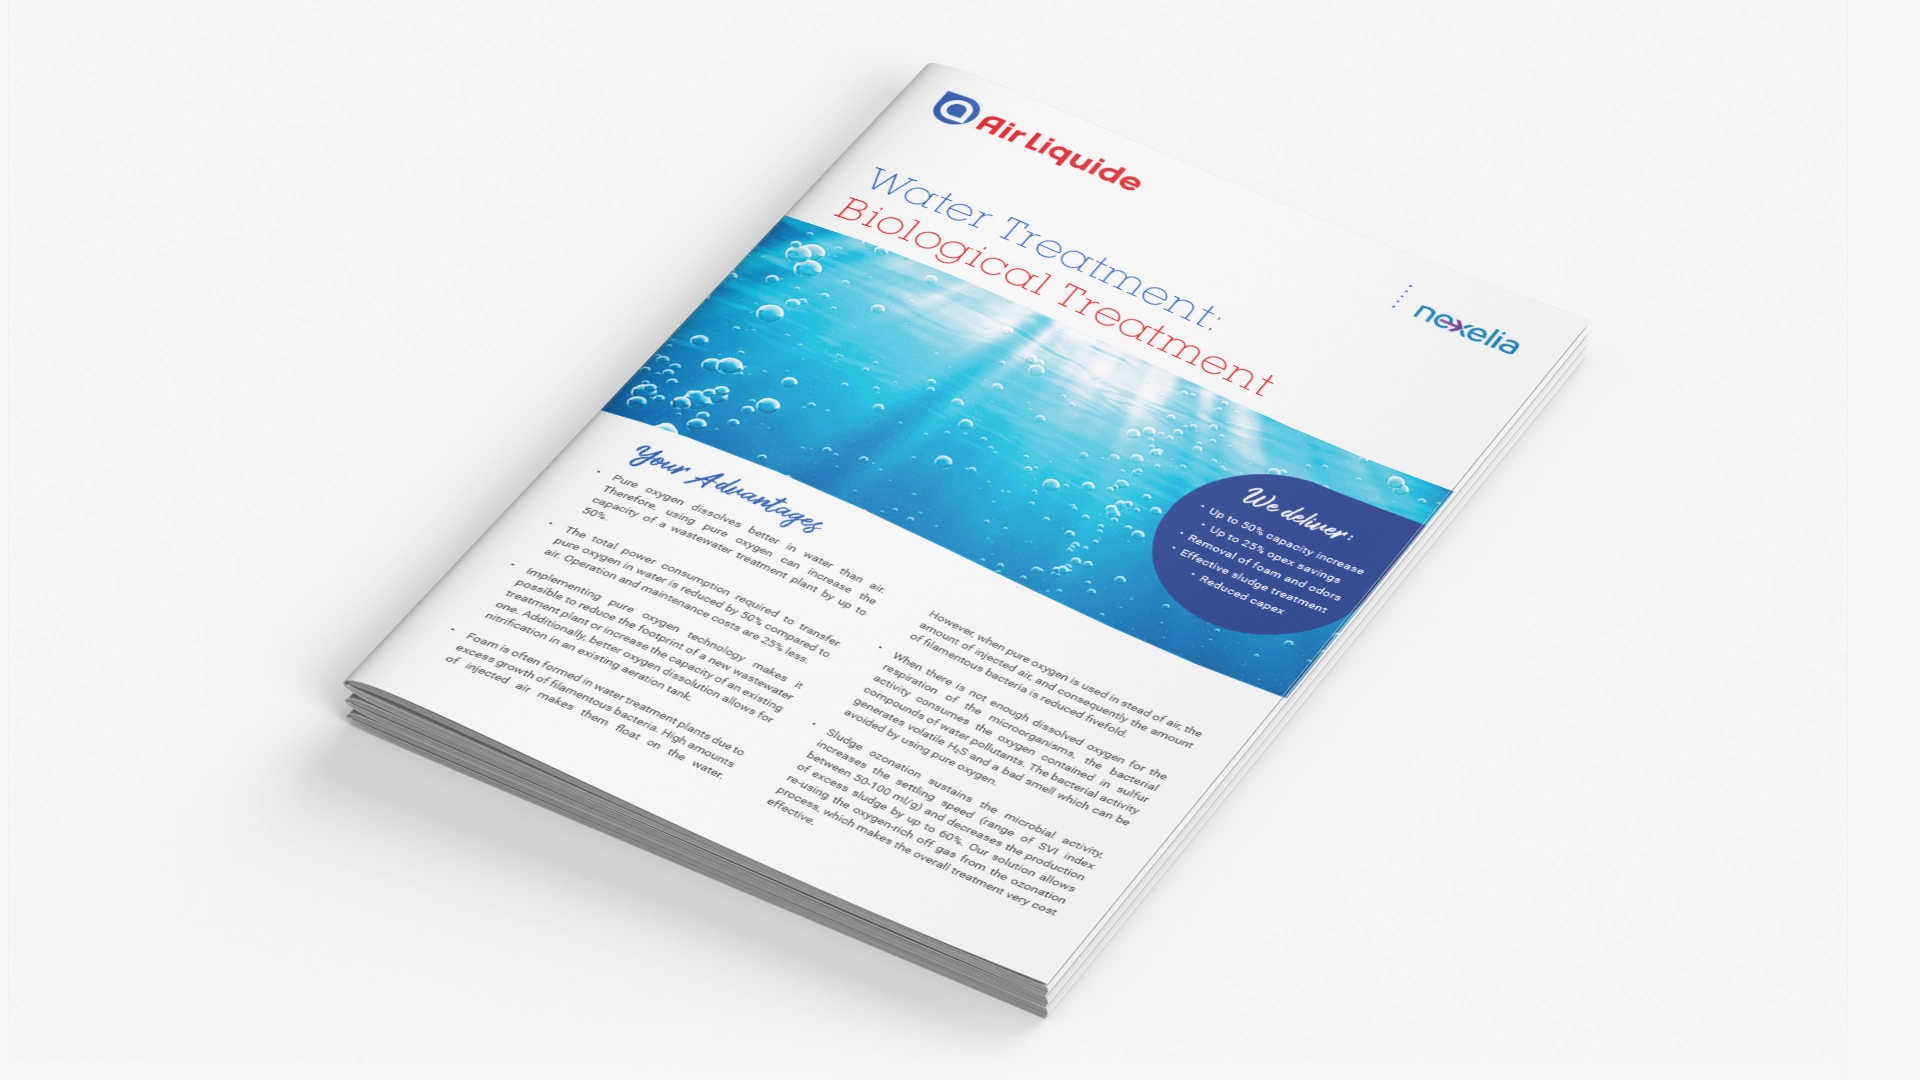 Air Liquide
Water Treatment:
Biological Treatment
nexelia
We deliver:
• Up to 50% capacity increase
• Up to 25% opex savings
• Removal of foam and odors
• Effective sludge treatment
• Reduced capex
Your Advantages
• Pure oxygen dissolves better in water than air.
Therefore, using pure oxygen can increase the
capacity of a wastewater treatment plant by up to
50%.
• The total power consumption required to transfer
pure oxygen in water is reduced by 50% compared to
air. Operation and maintenance costs are 25% less.
• Implementing pure oxygen technology makes it
possible to reduce the footprint of a new wastewater
treatment plant or increase the capacity of an existing
one. Additionally, better oxygen dissolution allows for
nitrification in an existing aeration tank.
• Foam is often formed in water treatment plants due to
excess growth of filamentous bacteria. High amounts
of injected air makes them float on the water.
However, when pure oxygen is used in stead of air, the
amount of injected air, and consequently the amount
of filamentous bacteria is reduced fivefold.
• When there is not enough dissolved oxygen for the
respiration of the microorganisms, the bacterial
activity consumes the oxygen contained in sulfur
compounds of water pollutants. The bacterial activity
generates volatile H₂S and a bad smell which can be
avoided by using pure oxygen.
• Sludge ozonation sustains the microbial activity,
increases the settling speed (range of SVI index
between 50-100 ml/g) and decreases the production
of excess sludge by up to 60%. Our solution allows
re-using the oxygen-rich off gas from the ozonation
process, which makes the overall treatment very cost
effective.